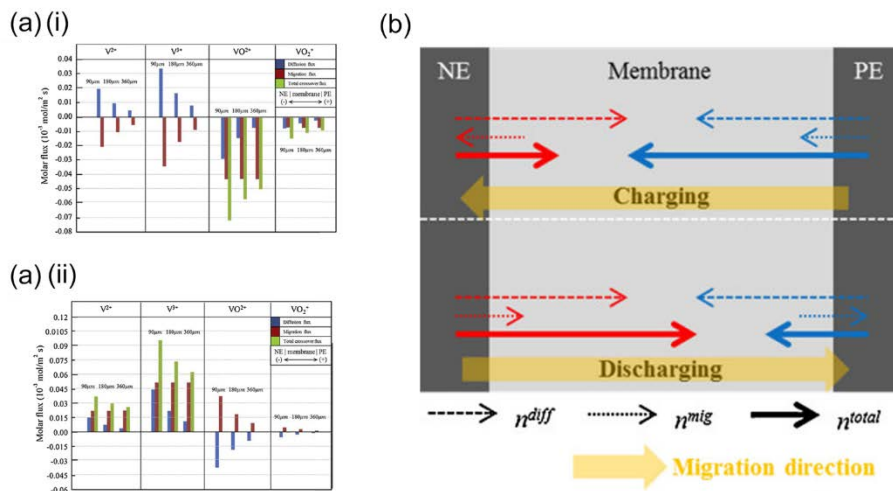 (a) (i)
V²⁺ V³⁺ VO²⁺ VO₂⁺
Diffusion flux
Migration flux
Total crossover flux
NE | membrane | PE
(-) (+)
90μm 180μm 360μm
90μm 180μm 360μm
90μm 180μm 360μm
90μm 180μm 360μm
Molar flux (10⁻³ mol/m² s)
0.04
0.03
0.02
0.01
0.00
-0.01
-0.02
-0.03
-0.04
-0.05
-0.06
-0.07
-0.08
(a) (ii)
V²⁺ V³⁺ VO²⁺ VO₂⁺
Diffusion flux
Migration flux
Total crossover flux
NE | membrane | PE
(-) (+)
90μm 180μm 360μm
90μm 180μm 360μm
90μm 180μm 360μm
90μm 180μm 360μm
Molar flux (10⁻³ mol/m² s)
0.12
0.0105
0.09
0.075
0.06
0.045
0.03
0.015
0.00
-0.015
-0.03
-0.045
-0.06
(b)
NE Membrane PE
Charging
Discharging
n^diff n^mig n^total
Migration direction